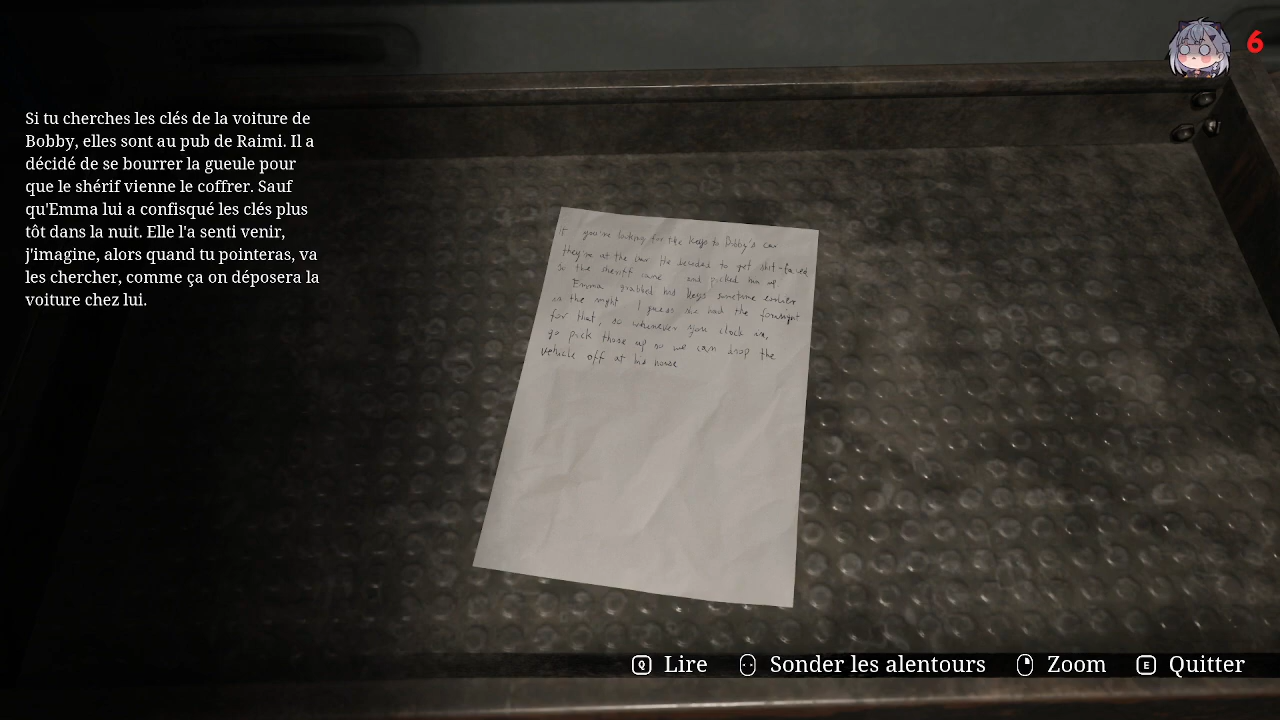 6
Si tu cherches les clés de la voiture de
Bobby, elles sont au pub de Raimi. Il a
décidé de se bourrer la gueule pour
que le shérif vienne le coffrer. Sauf
qu'Emma lui a confisqué les clés plus
tôt dans la nuit. Elle l'a senti venir,
j'imagine, alors quand tu pointeras, va
les chercher, comme ça on déposera la
voiture chez lui.
If you're looking for the keys to Bobby's car
they're at the bar He decided to get shit-faced
so the sheriff came and picked him up
Emma grabbed his keys sometime earlier
in the night I guess she had the foresight
for that, so whenever you clock in,
go pick those up so we can drop the
vehicle off at his house
Q Lire
Sonder les alentours
Zoom
E Quitter